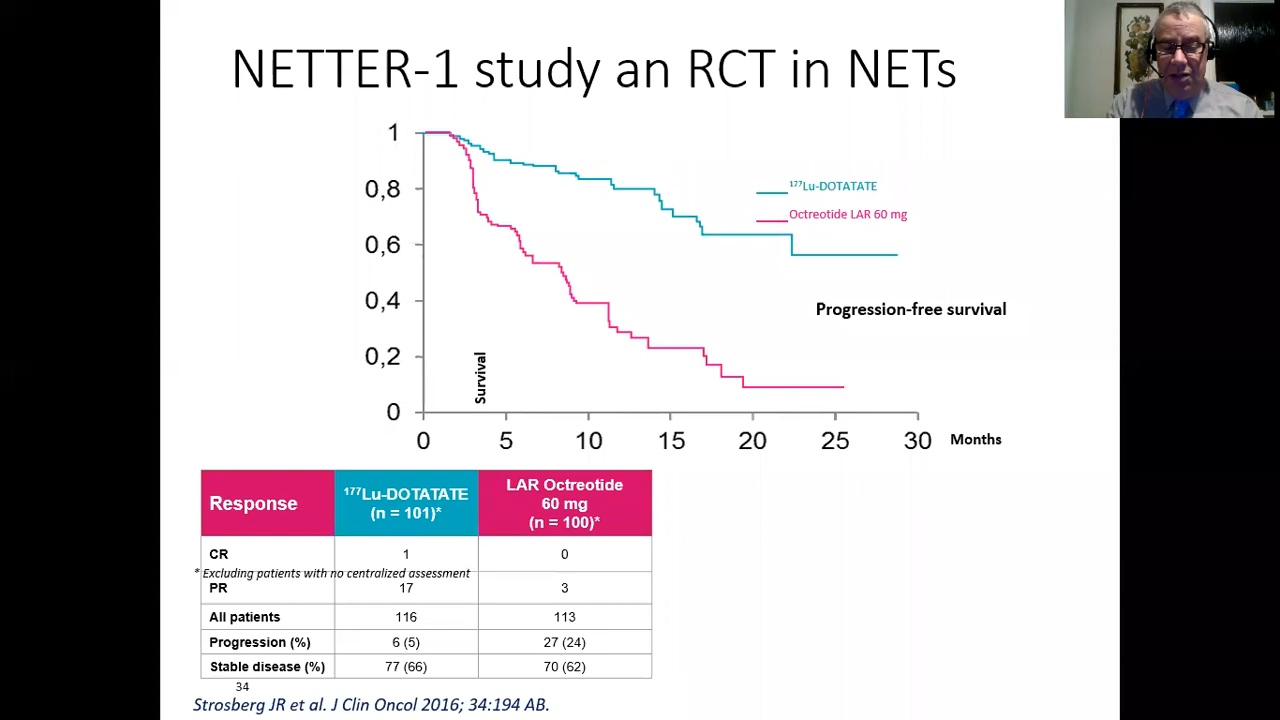 NETTER-1 study an RCT in NETs
1
0,8
0,6
0,4
0,2
0
Survival
0 5 10 15 20 25 30
Months
¹⁷⁷Lu-DOTATATE
Octreotide LAR 60 mg
Progression-free survival
Response ¹⁷⁷Lu-DOTATATE (n = 101)* LAR Octreotide 60 mg (n = 100)*
CR 1 0
* Excluding patients with no centralized assessment
PR 17 3
All patients 116 113
Progression (%) 6 (5) 27 (24)
Stable disease (%) 77 (66) 70 (62)
34
Strosberg JR et al. J Clin Oncol 2016; 34:194 AB.